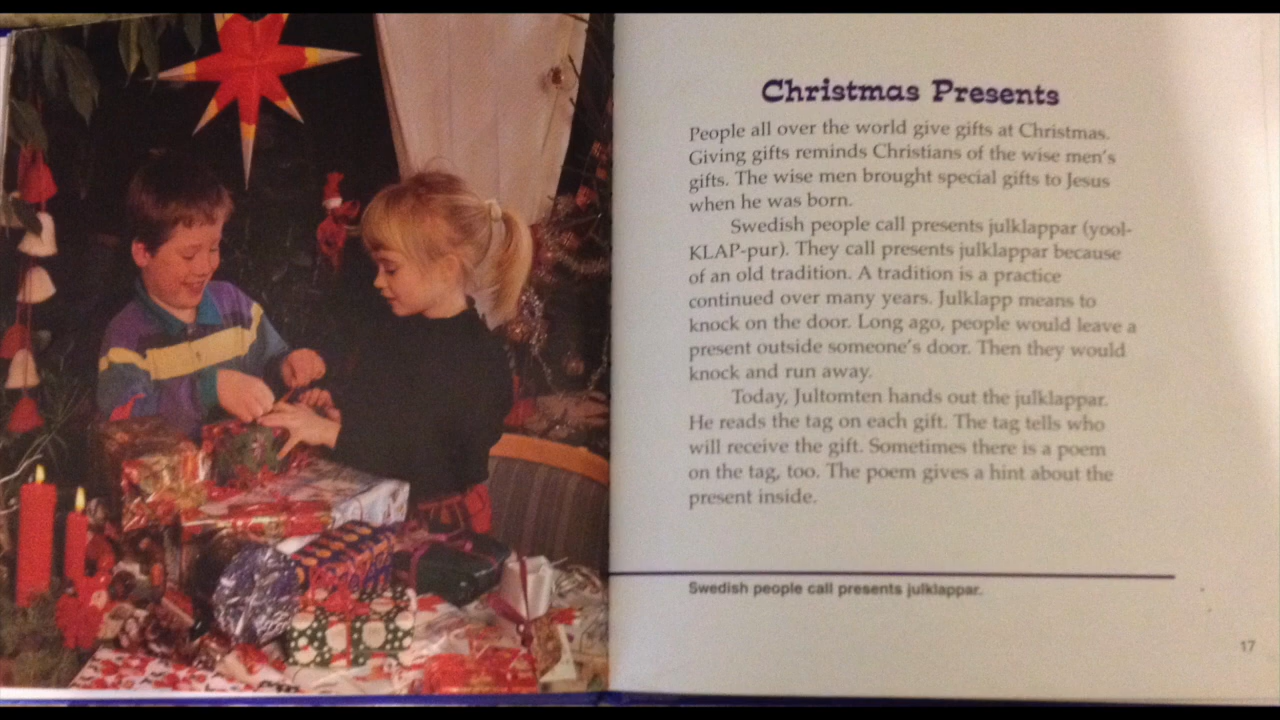 Christmas Presents
People all over the world give gifts at Christmas.
Giving gifts reminds Christians of the wise men's
gifts. The wise men brought special gifts to Jesus
when he was born.
Swedish people call presents julklappar (yool-
KLAP-pur). They call presents julklappar because
of an old tradition. A tradition is a practice
continued over many years. Julklapp means to
knock on the door. Long ago, people would leave a
present outside someone's door. Then they would
knock and run away.
Today, Jultomten hands out the julklappar.
He reads the tag on each gift. The tag tells who
will receive the gift. Sometimes there is a poem
on the tag, too. The poem gives a hint about the
present inside.
Swedish people call presents julklappar.
17